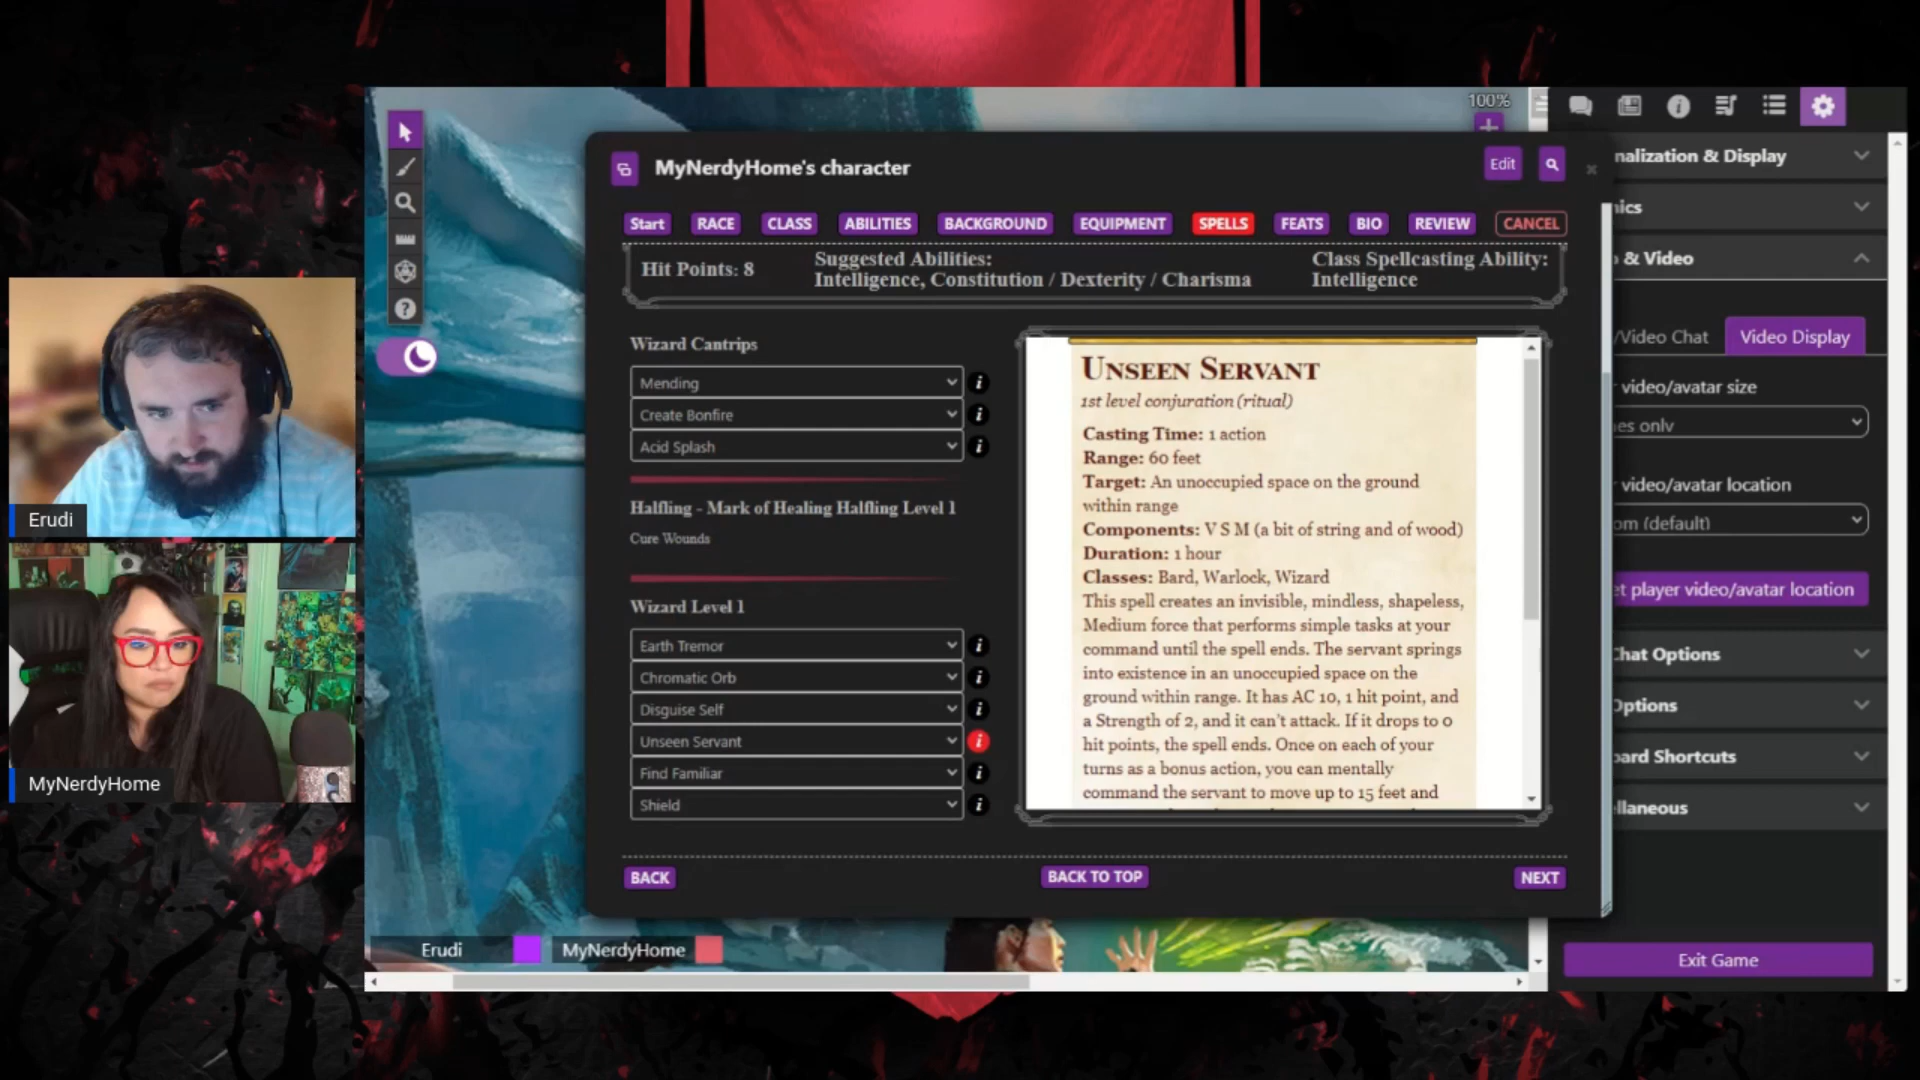 100%
MyNerdyHome's character
Edit
Start
RACE
CLASS
ABILITIES
BACKGROUND
EQUIPMENT
SPELLS
FEATS
BIO
REVIEW
CANCEL
Hit Points: 8
Suggested Abilities:
Intelligence, Constitution / Dexterity / Charisma
Class Spellcasting Ability:
Intelligence
Wizard Cantrips
Mending
Create Bonfire
Acid Splash
Halfling - Mark of Healing Halfling Level 1
Cure Wounds
Wizard Level 1
Earth Tremor
Chromatic Orb
Disguise Self
Unseen Servant
Find Familiar
Shield
UNSEEN SERVANT
1st level conjuration (ritual)
Casting Time: 1 action
Range: 60 feet
Target: An unoccupied space on the ground
within range
Components: V S M (a bit of string and of wood)
Duration: 1 hour
Classes: Bard, Warlock, Wizard
This spell creates an invisible, mindless, shapeless,
Medium force that performs simple tasks at your
command until the spell ends. The servant springs
into existence in an unoccupied space on the
ground within range. It has AC 10, 1 hit point, and
a Strength of 2, and it can't attack. If it drops to 0
hit points, the spell ends. Once on each of your
turns as a bonus action, you can mentally
command the servant to move up to 15 feet and
BACK
BACK TO TOP
NEXT
nalization & Display
ics
& Video
/Video Chat
Video Display
video/avatar size
es only
video/avatar location
om (default)
t player video/avatar location
Chat Options
Options
oard Shortcuts
llaneous
Exit Game
Erudi
MyNerdyHome
Erudi
MyNerdyHome